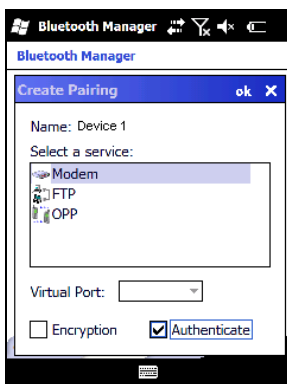 Bluetooth Manager
Bluetooth Manager
Create Pairing ok
Name: Device 1
Select a service:
Modem
FTP
OPP
Virtual Port:
Encryption Authenticate